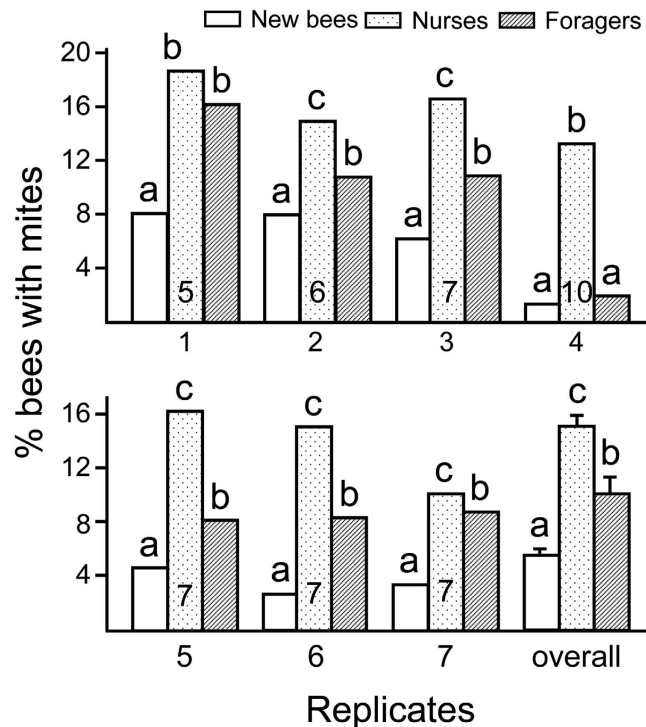 New bees Nurses Foragers
% bees with mites
20
16
12
8
4
a b b
a c b
a c b
a b a
5 6 7 10
1 2 3 4
16
12
8
4
a c b
a c b
a c b
a c b
7 7 7
5 6 7 overall
Replicates